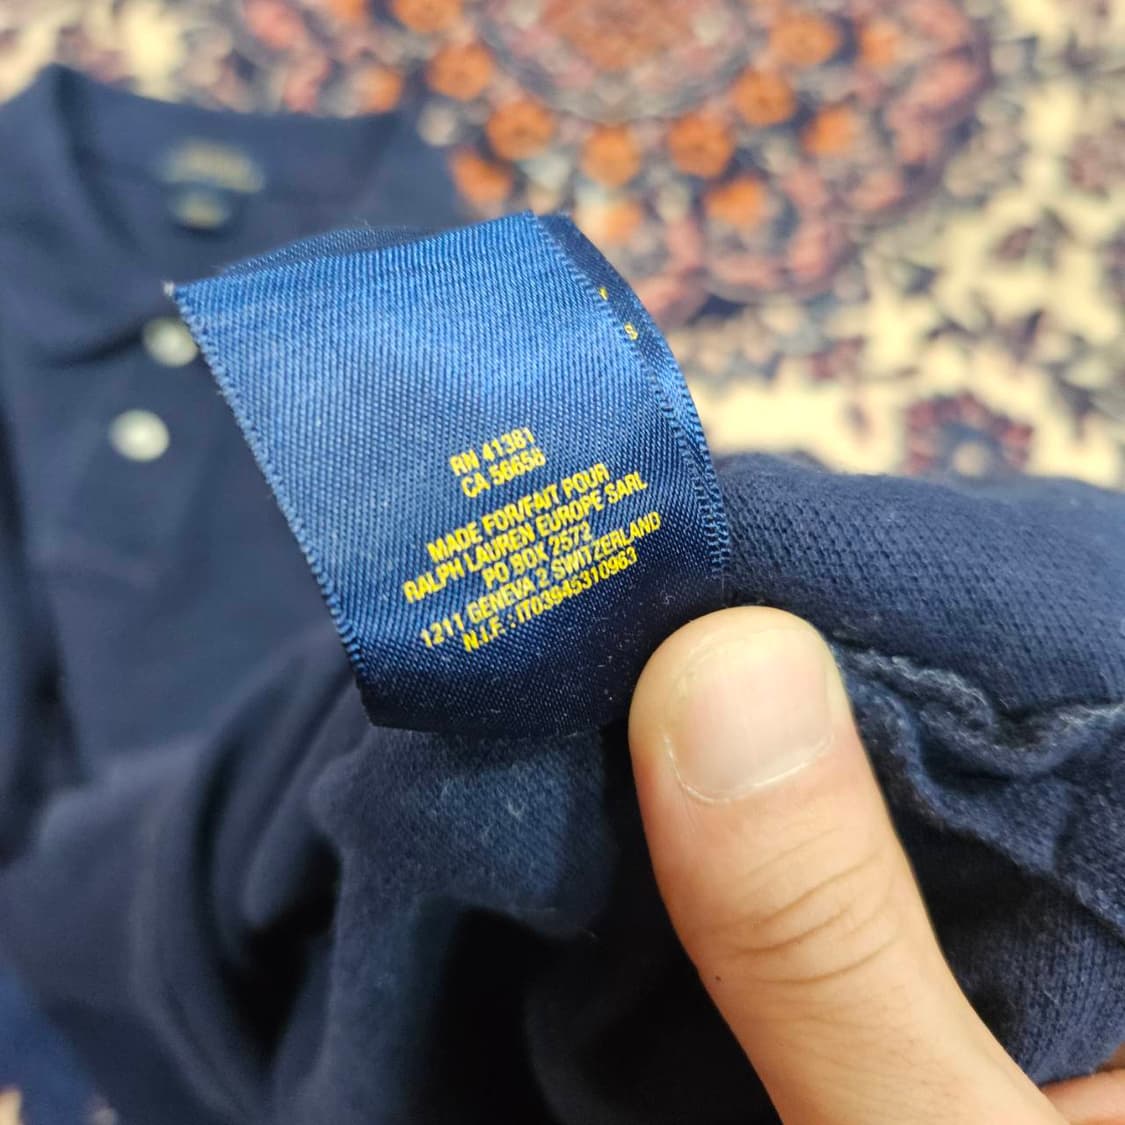 RN 41381
CA 56656
MADE FOR/FAIT POUR
RALPH LAUREN EUROPE SARL
PO BOX 2572
1211 GENEVA 2 SWITZERLAND
N.I.F. : IT03945310963